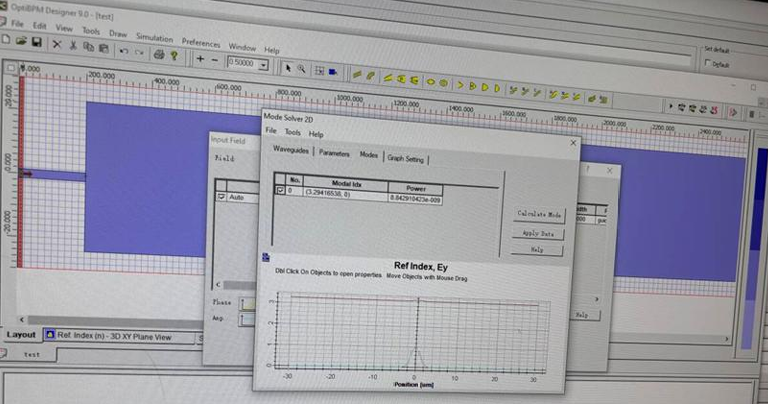 OptiBPM Designer 9.0 - [test]
File Edit View Tools Draw Simulation Preferences Window Help
Set default
Default
0.50000
0.000 200.000 400.000 600.000 800.000 1000.000 1200.000 1400.000 1600.000 1800.000 2000.000 2200.000 2400.000
20.000
0.000
-20.000
Input Field
Field:
Auto
Phase
Amp
Mode Solver 2D
File Tools Help
Waveguides Parameters Modes Graph Setting
No. Modal Idx Power
0 (3.29416538, 0) 8.842910423e-009
Calculate Mode
Apply Data
Help
Ref Index, Ey
Dbl Click On Objects to open properties. Move Objects with Mouse Drag
3
2
1
0
-30 -20 -10 0 10 20 30
Position [um]
Help
Layout Ref. Index (n) - 3D XY Plane View
test